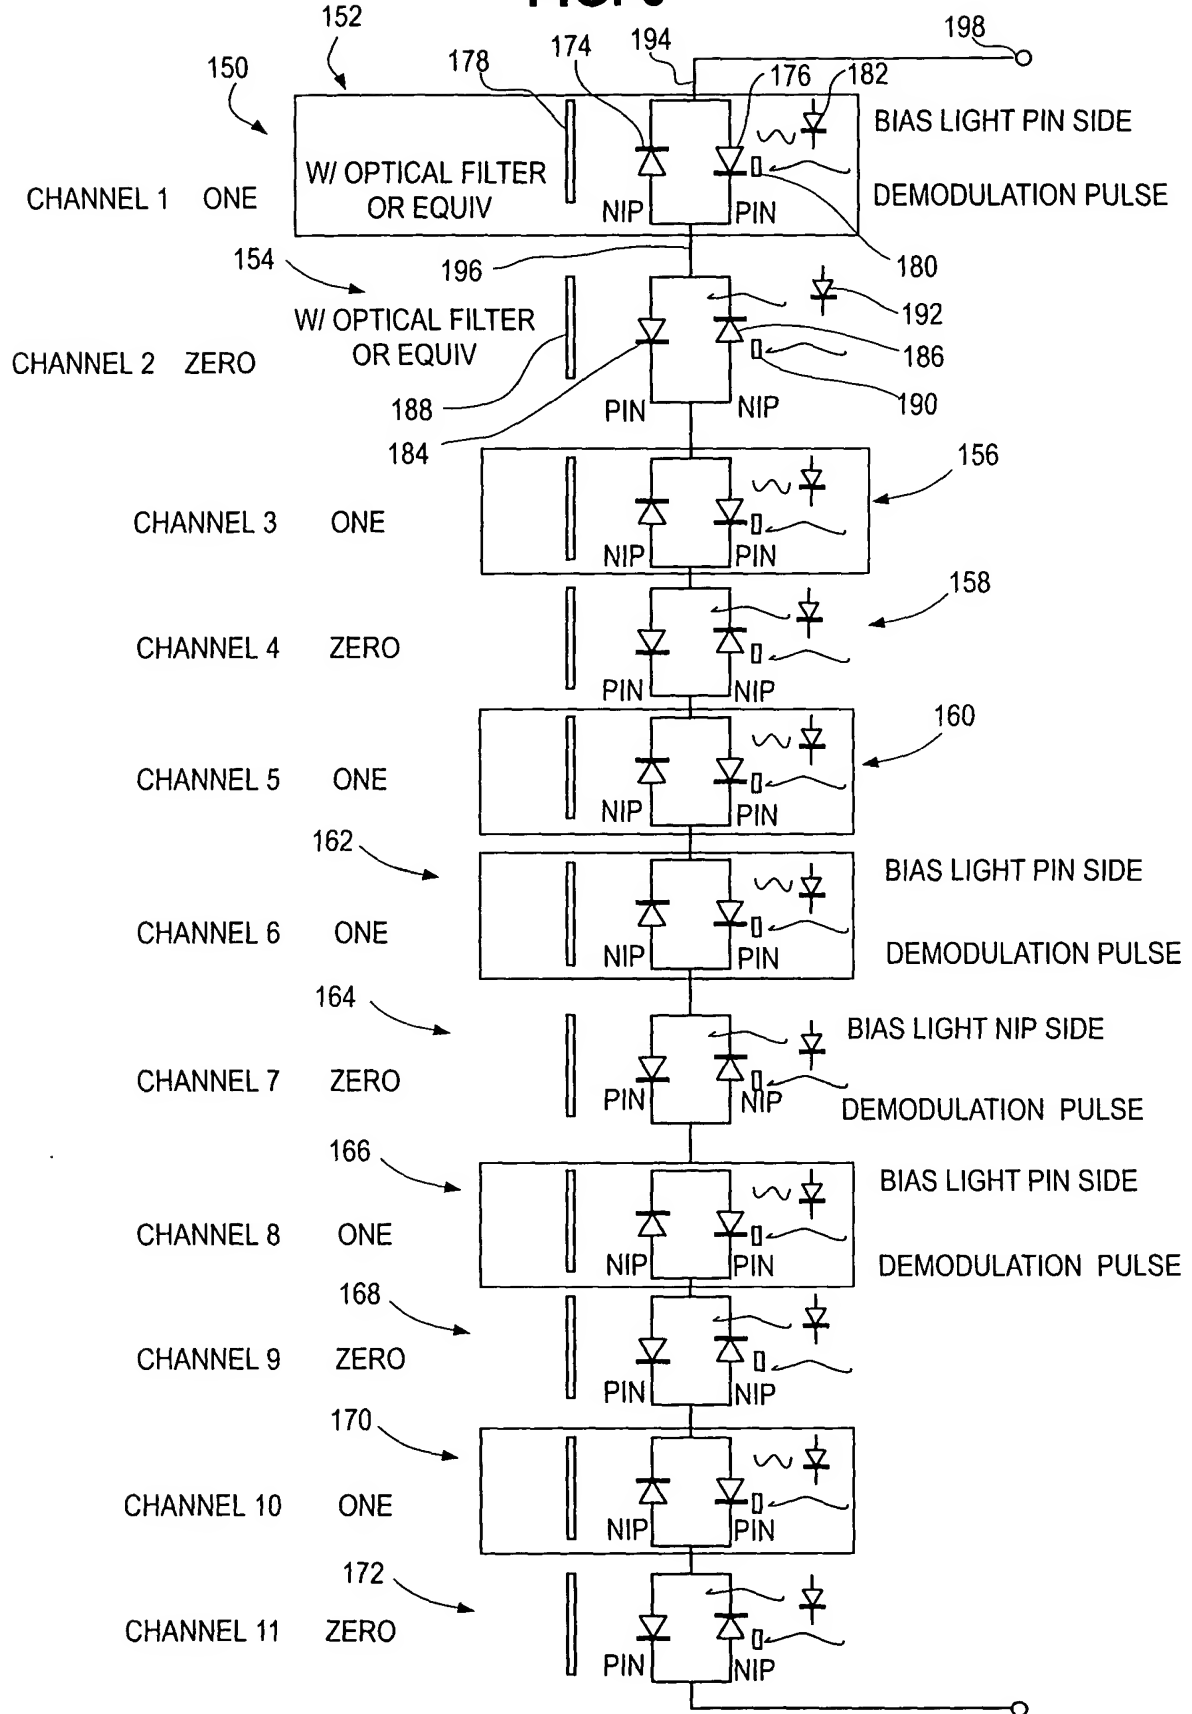 152
194
198
150
178
174
176
182
BIAS LIGHT PIN SIDE
W/ OPTICAL FILTER
OR EQUIV
CHANNEL 1 ONE
NIP
PIN
DEMODULATION PULSE
154
196
180
W/ OPTICAL FILTER
OR EQUIV
192
CHANNEL 2 ZERO
186
188
PIN
NIP
190
184
156
CHANNEL 3 ONE
NIP
PIN
158
CHANNEL 4 ZERO
PIN
NIP
160
CHANNEL 5 ONE
NIP
PIN
162
BIAS LIGHT PIN SIDE
CHANNEL 6 ONE
NIP
PIN
DEMODULATION PULSE
164
BIAS LIGHT NIP SIDE
CHANNEL 7 ZERO
PIN
NIP
DEMODULATION PULSE
166
BIAS LIGHT PIN SIDE
CHANNEL 8 ONE
NIP
PIN
DEMODULATION PULSE
168
CHANNEL 9 ZERO
PIN
NIP
170
CHANNEL 10 ONE
NIP
PIN
172
CHANNEL 11 ZERO
PIN
NIP